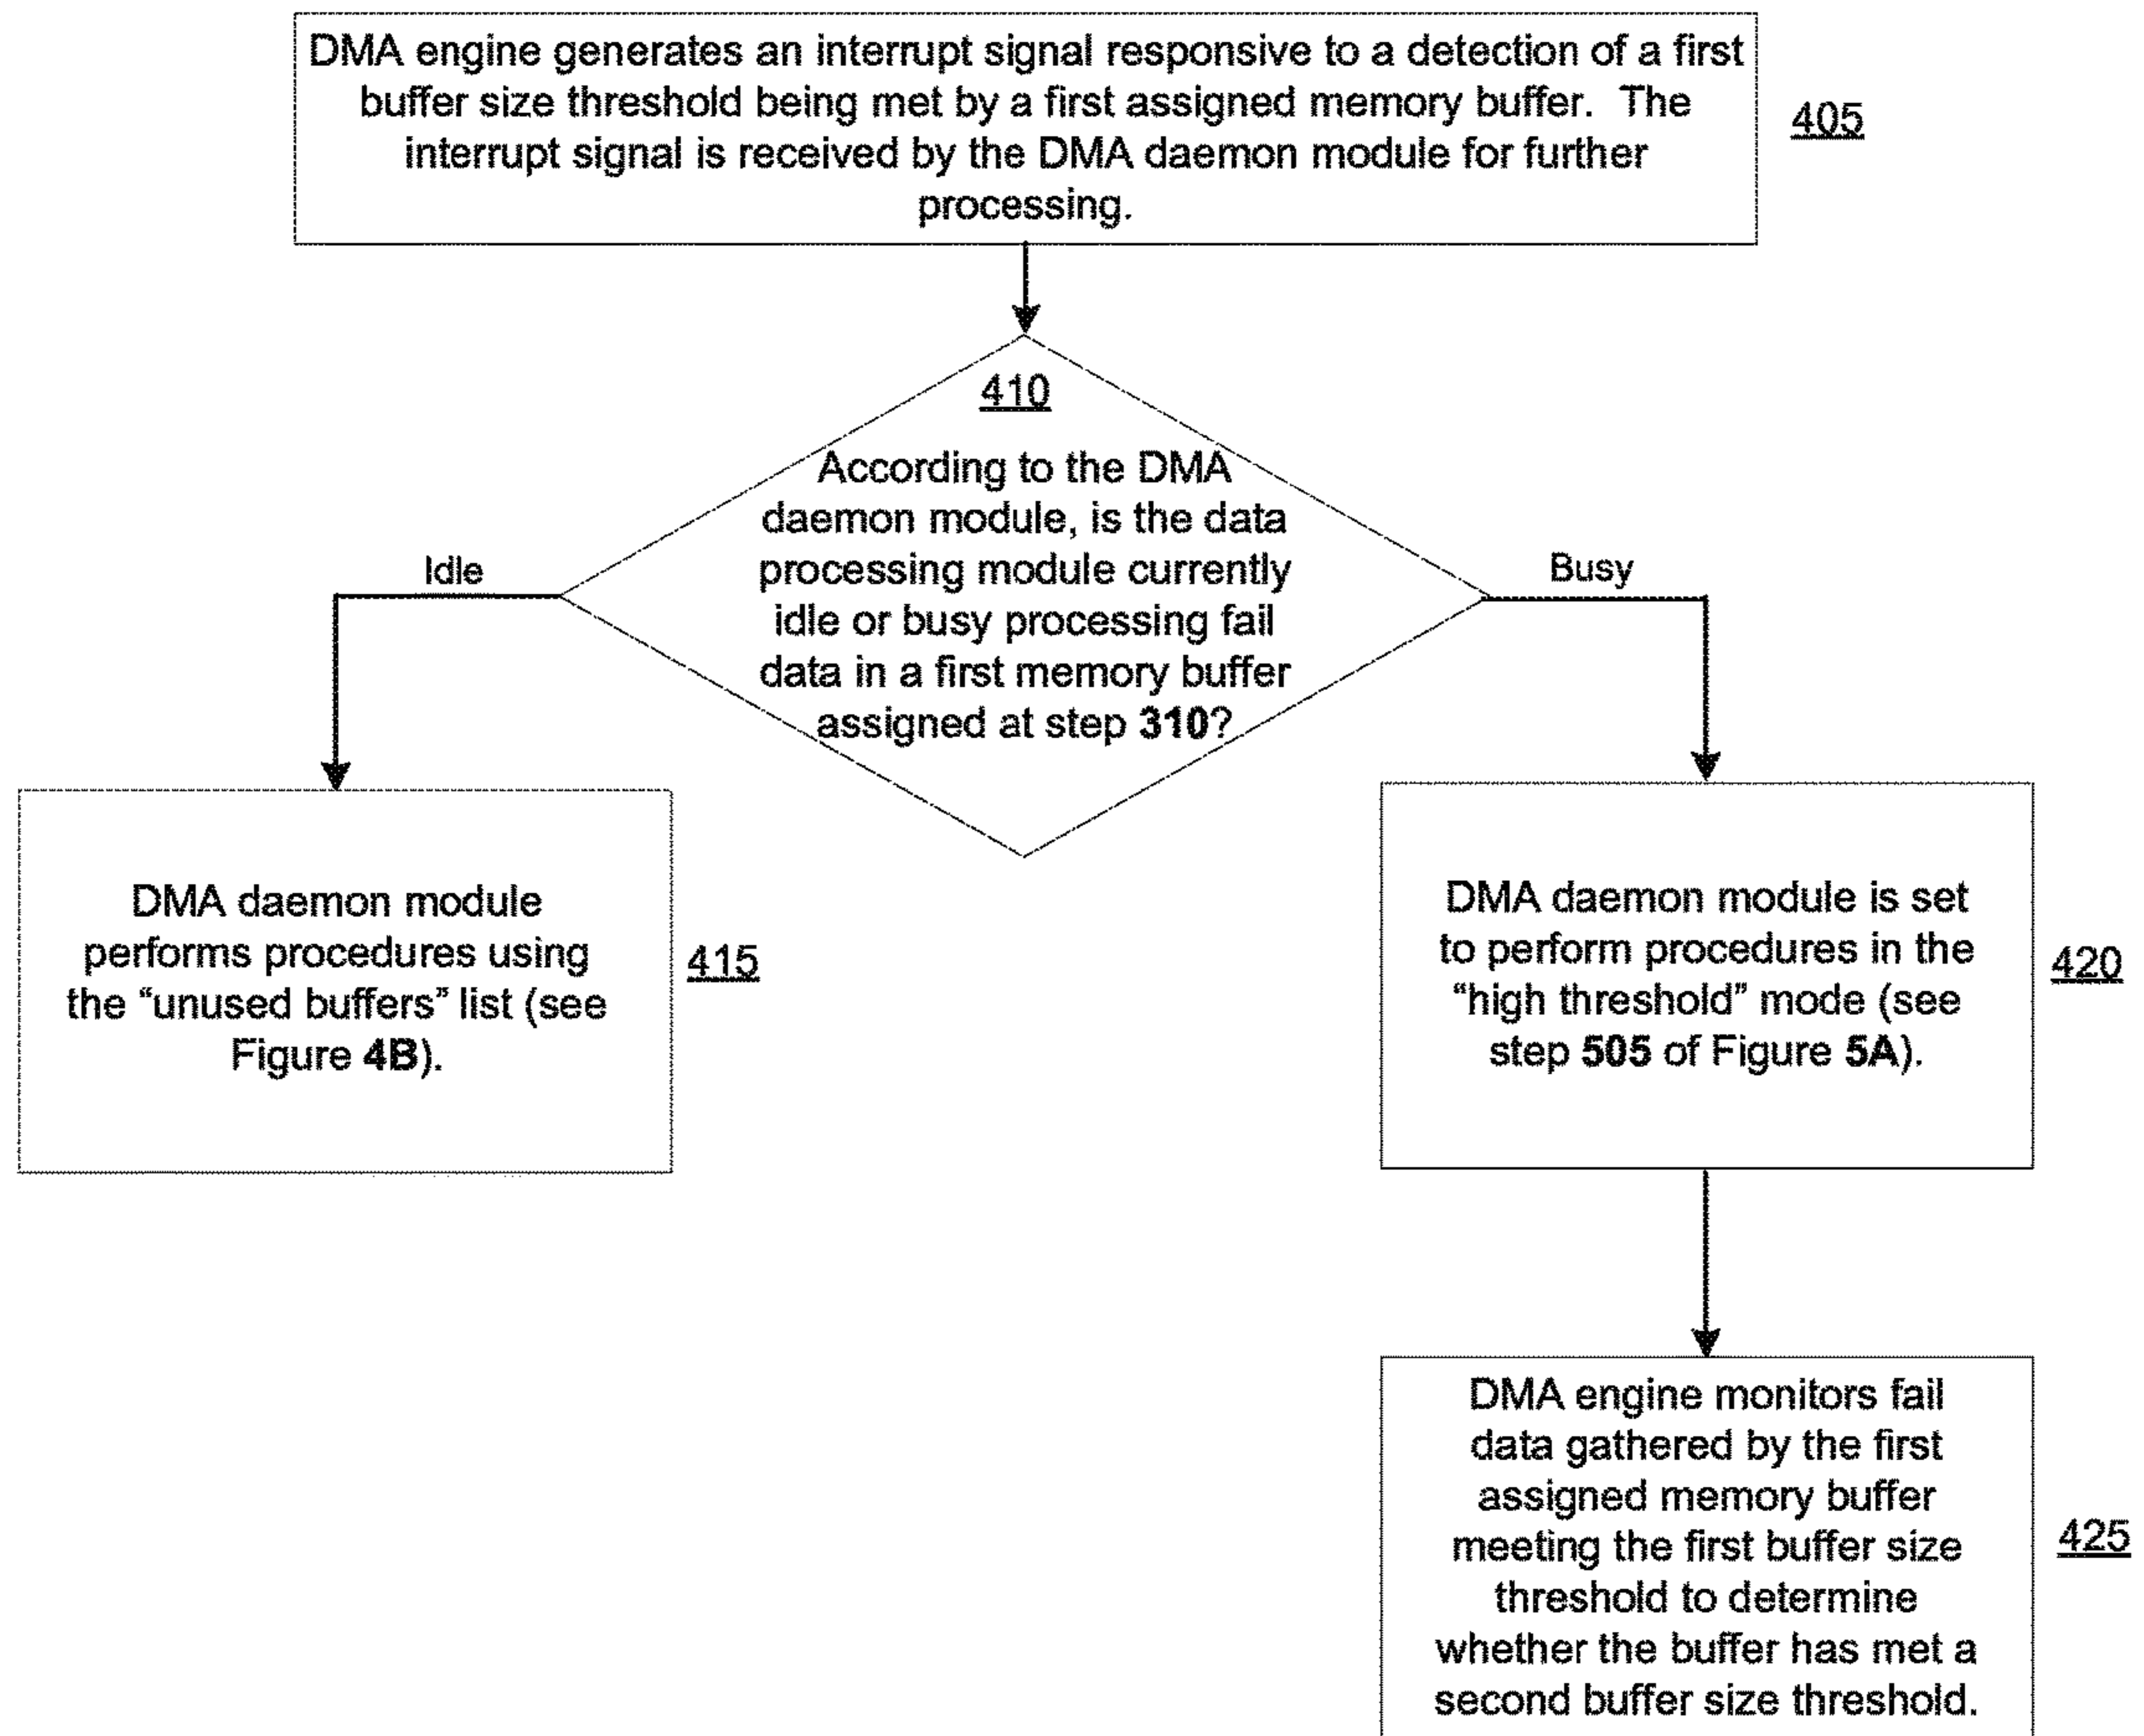 DMA engine generates an interrupt signal responsive to a detection of a first
buffer size threshold being met by a first assigned memory buffer. The
interrupt signal is received by the DMA daemon module for further
processing.
405
410
According to the DMA
daemon module, is the data
processing module currently
idle or busy processing fail
data in a first memory buffer
assigned at step 310?
Idle
Busy
DMA daemon module
performs procedures using
the “unused buffers” list (see
Figure 4B).
415
DMA daemon module is set
to perform procedures in the
“high threshold” mode (see
step 505 of Figure 5A).
420
DMA engine monitors fail
data gathered by the first
assigned memory buffer
meeting the first buffer size
threshold to determine
whether the buffer has met a
second buffer size threshold.
425